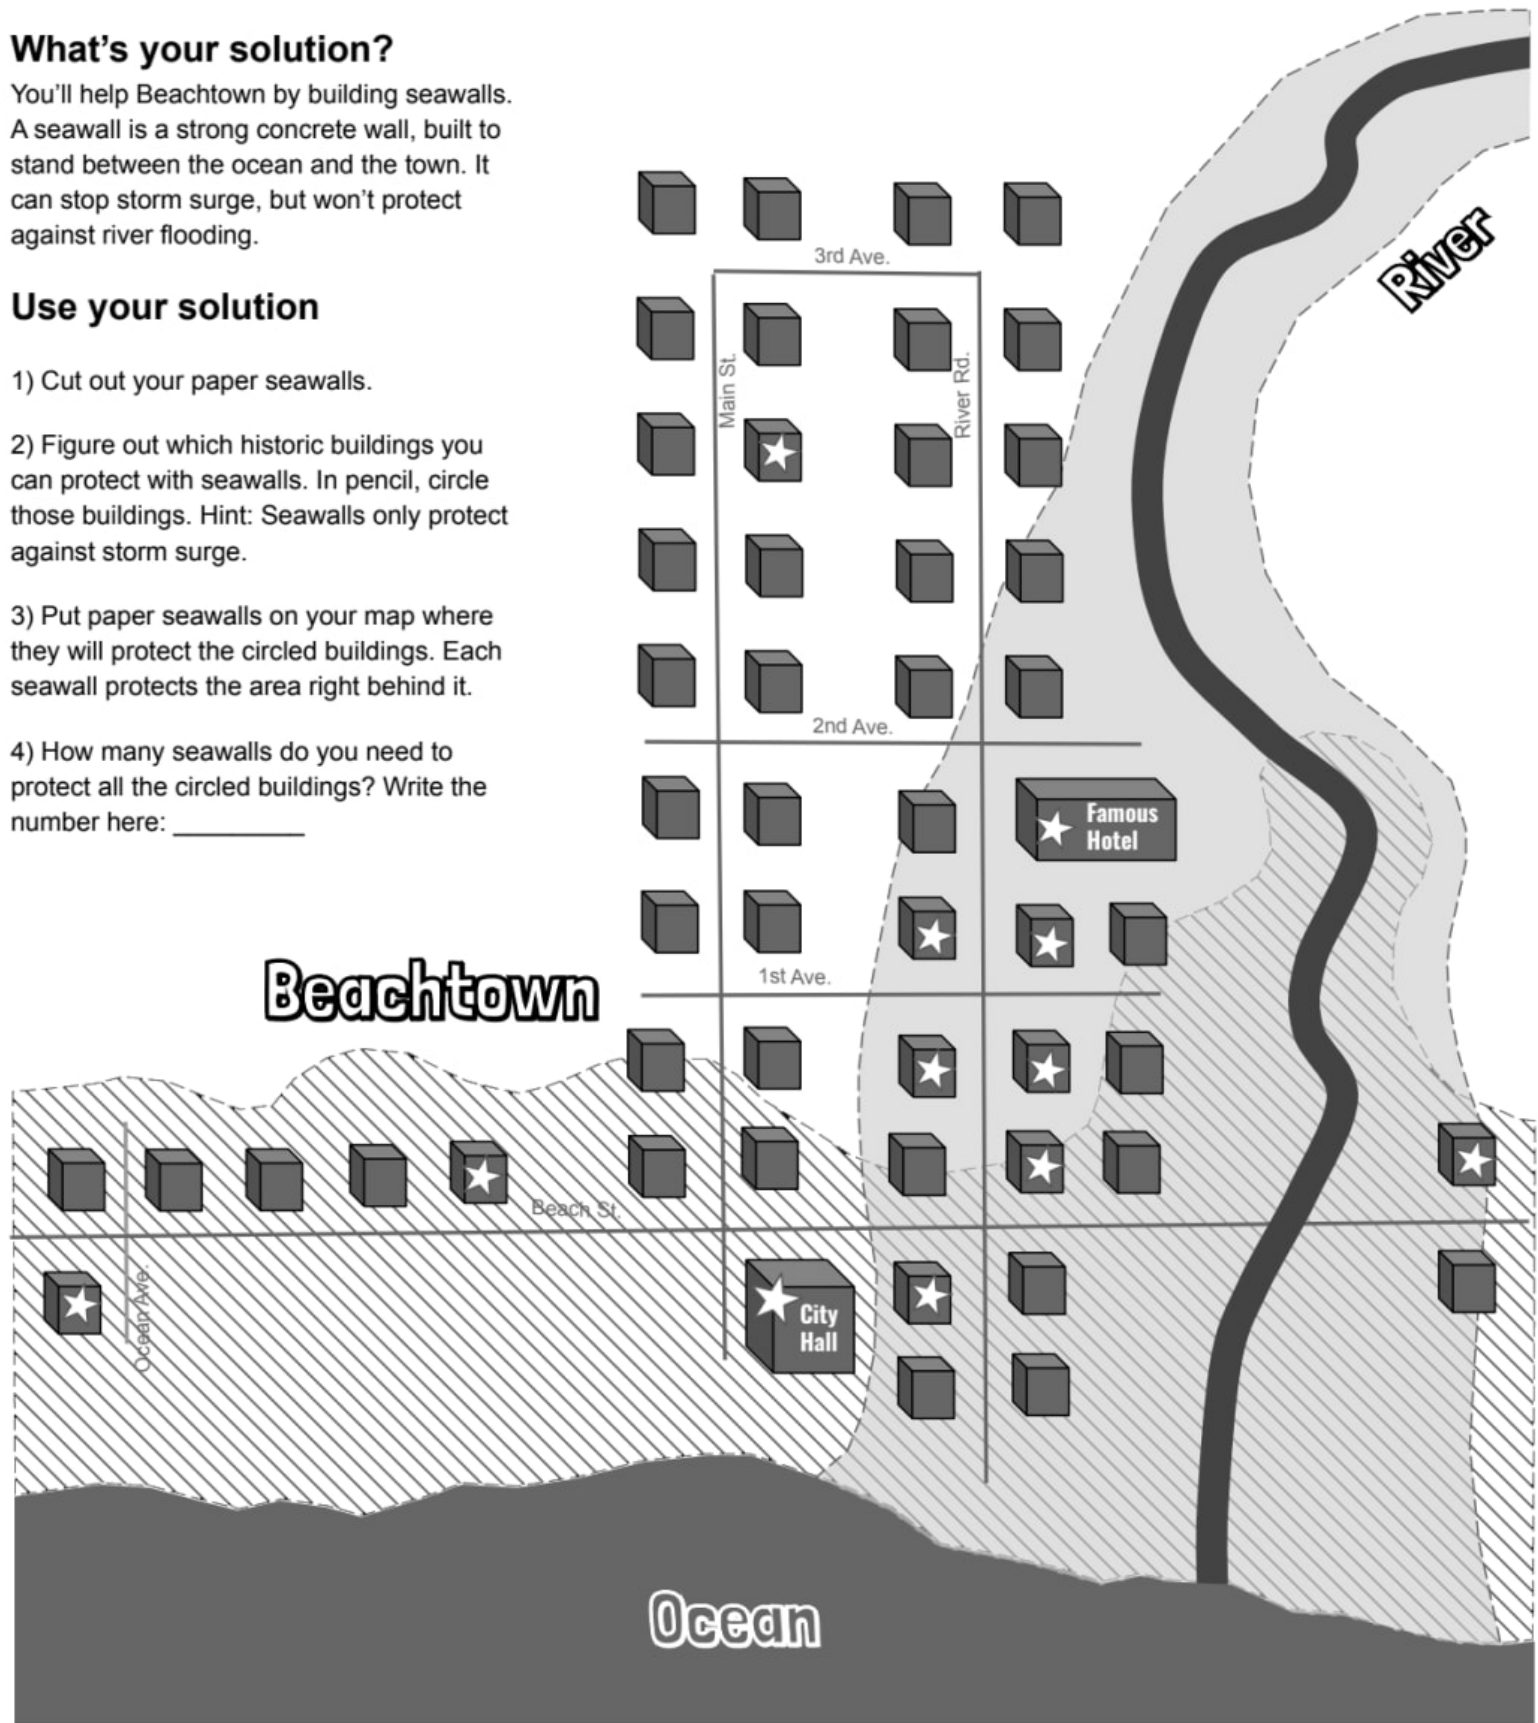 What's your solution?
You'll help Beachtown by building seawalls.
A seawall is a strong concrete wall, built to
stand between the ocean and the town. It
can stop storm surge, but won't protect
against river flooding.
Use your solution
1) Cut out your paper seawalls.
2) Figure out which historic buildings you
can protect with seawalls. In pencil, circle
those buildings. Hint: Seawalls only protect
against storm surge.
3) Put paper seawalls on your map where
they will protect the circled buildings. Each
seawall protects the area right behind it.
4) How many seawalls do you need to
protect all the circled buildings? Write the
number here: _________
River
3rd Ave.
Main St.
River Rd.
2nd Ave.
Famous
Hotel
Beachtown
1st Ave.
Beach St.
Ocean Ave.
City
Hall
Ocean